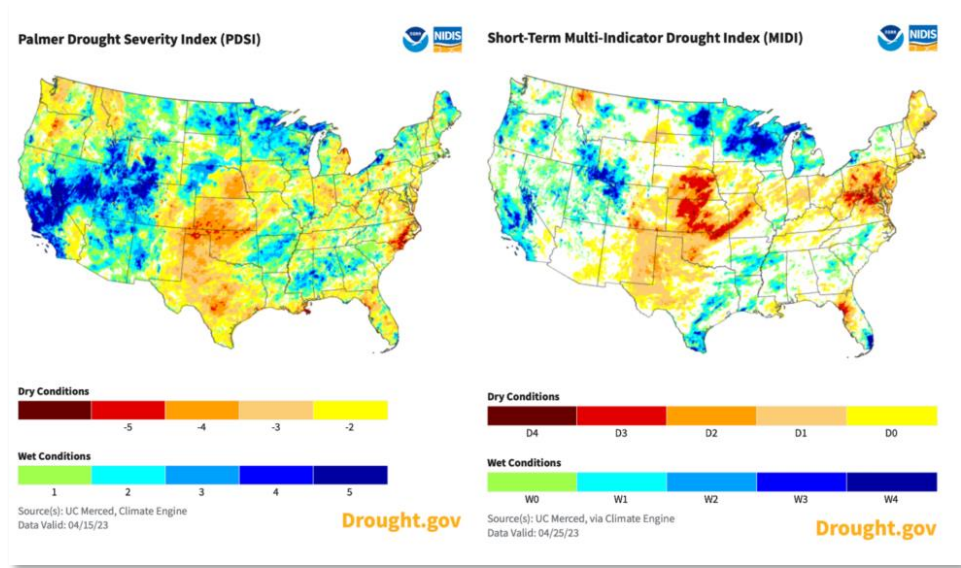 Palmer Drought Severity Index (PDSI)
NOAA
NIDIS
Dry Conditions
-5 -4 -3 -2
Wet Conditions
1 2 3 4 5
Source(s): UC Merced, Climate Engine
Data Valid: 04/15/23
Drought.gov
Short-Term Multi-Indicator Drought Index (MIDI)
NOAA
NIDIS
Dry Conditions
D4 D3 D2 D1 D0
Wet Conditions
W0 W1 W2 W3 W4
Source(s): UC Merced, via Climate Engine
Data Valid: 04/25/23
Drought.gov